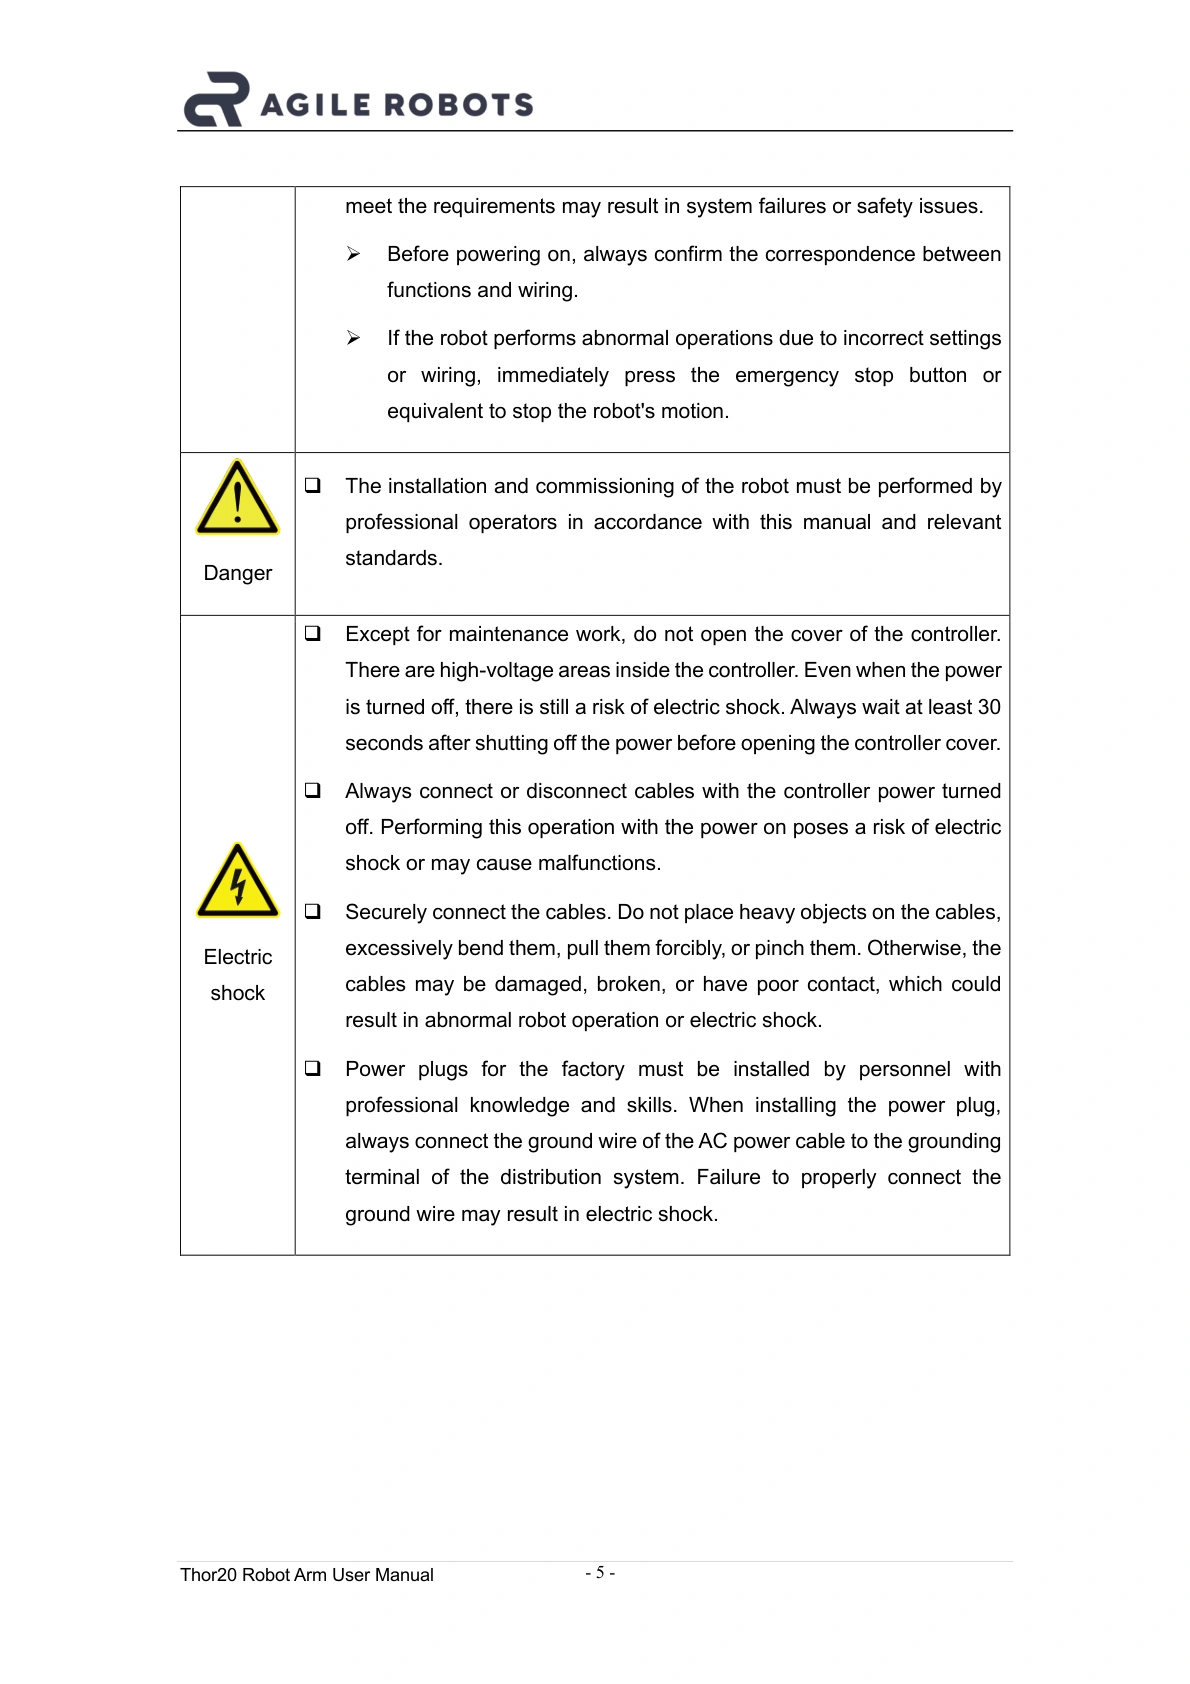 AGILE ROBOTS
meet the requirements may result in system failures or safety issues.
➢ Before powering on, always confirm the correspondence between
functions and wiring.
➢ If the robot performs abnormal operations due to incorrect settings
or wiring, immediately press the emergency stop button or
equivalent to stop the robot's motion.
Danger
❑ The installation and commissioning of the robot must be performed by
professional operators in accordance with this manual and relevant
standards.
Electric
shock
❑ Except for maintenance work, do not open the cover of the controller.
There are high-voltage areas inside the controller. Even when the power
is turned off, there is still a risk of electric shock. Always wait at least 30
seconds after shutting off the power before opening the controller cover.
❑ Always connect or disconnect cables with the controller power turned
off. Performing this operation with the power on poses a risk of electric
shock or may cause malfunctions.
❑ Securely connect the cables. Do not place heavy objects on the cables,
excessively bend them, pull them forcibly, or pinch them. Otherwise, the
cables may be damaged, broken, or have poor contact, which could
result in abnormal robot operation or electric shock.
❑ Power plugs for the factory must be installed by personnel with
professional knowledge and skills. When installing the power plug,
always connect the ground wire of the AC power cable to the grounding
terminal of the distribution system. Failure to properly connect the
ground wire may result in electric shock.
Thor20 Robot Arm User Manual - 5 -